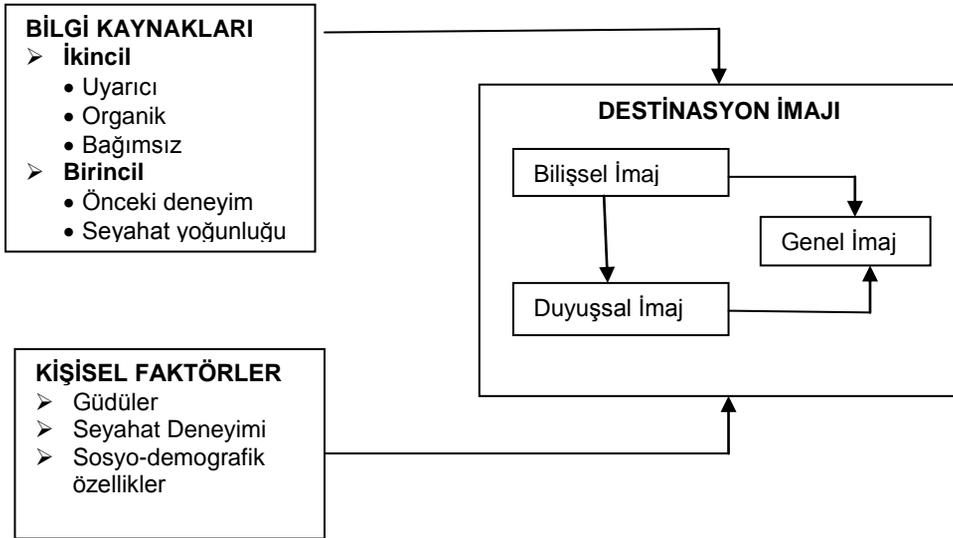 BİLGİ KAYNAKLARI
➢ İkincil
• Uyarıcı
• Organik
• Bağımsız
➢ Birincil
• Önceki deneyim
• Seyahat yoğunluğu
DESTİNASYON İMAJI
Bilişsel İmaj
Genel İmaj
Duyuşsal İmaj
KİŞİSEL FAKTÖRLER
➢ Güdüler
➢ Seyahat Deneyimi
➢ Sosyo-demografik
özellikler